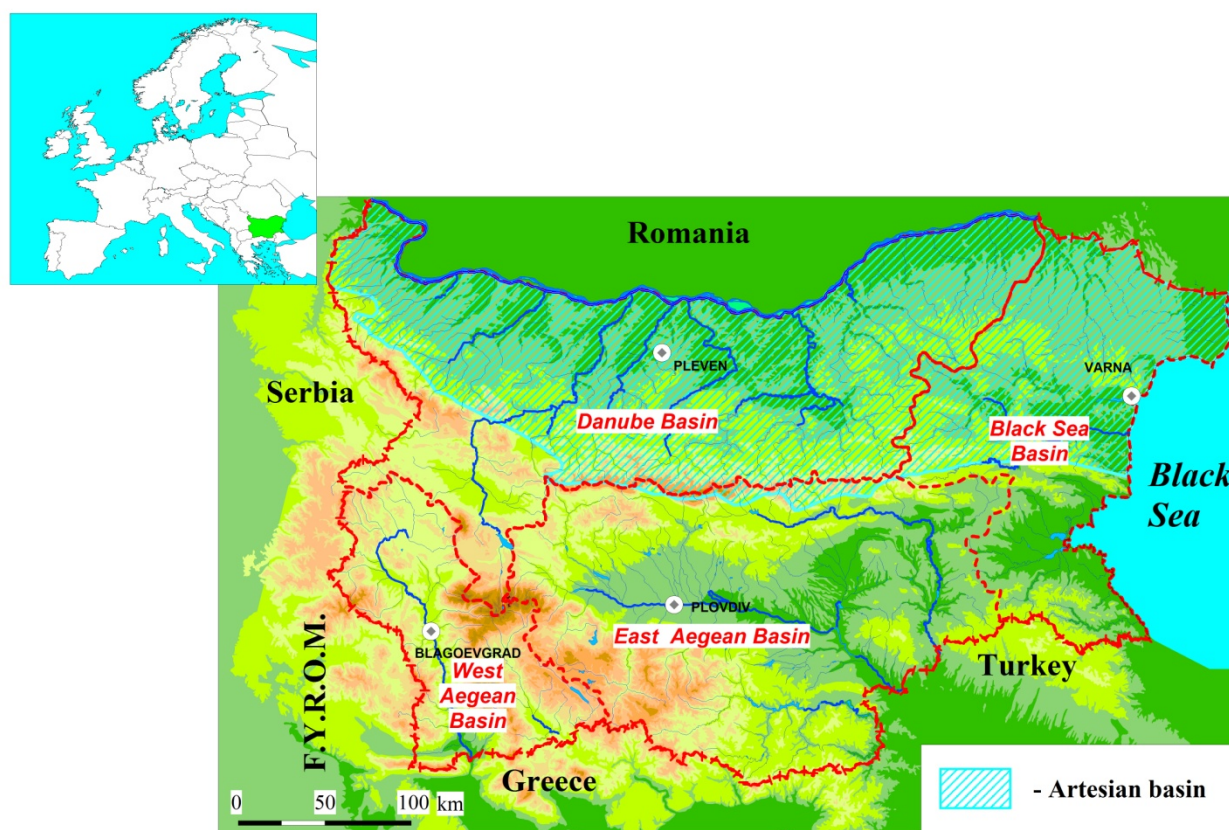 Romania
PLEVEN
VARNA
Serbia
Danube Basin
Black Sea
Basin
Black
Sea
PLOVDIV
East Aegean Basin
BLAGOEVGRAD
West
Aegean
Basin
Turkey
F.Y.R.O.M.
Greece
0 50 100 km
- Artesian basin